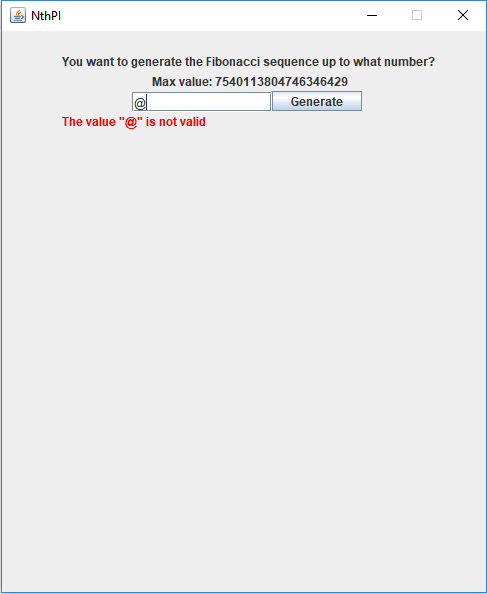 NthPI
You want to generate the Fibonacci sequence up to what number?
Max value: 7540113804746346429
@
Generate
The value "@" is not valid